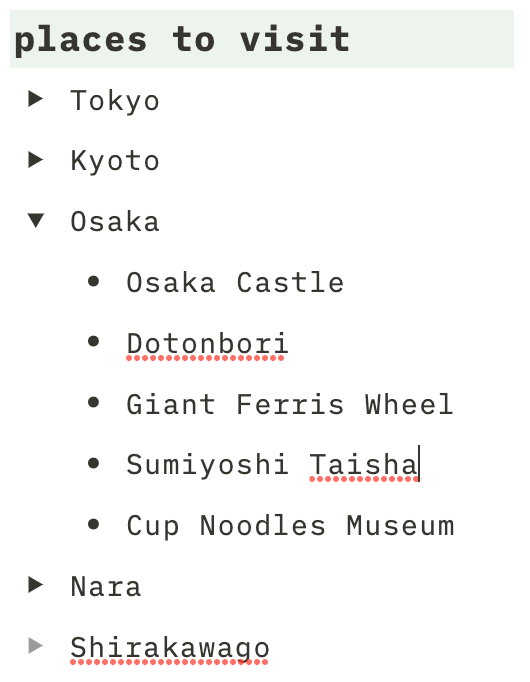 places to visit
Tokyo
Kyoto
Osaka
Osaka Castle
Dotonbori
Giant Ferris Wheel
Sumiyoshi Taisha
Cup Noodles Museum
Nara
Shirakawago